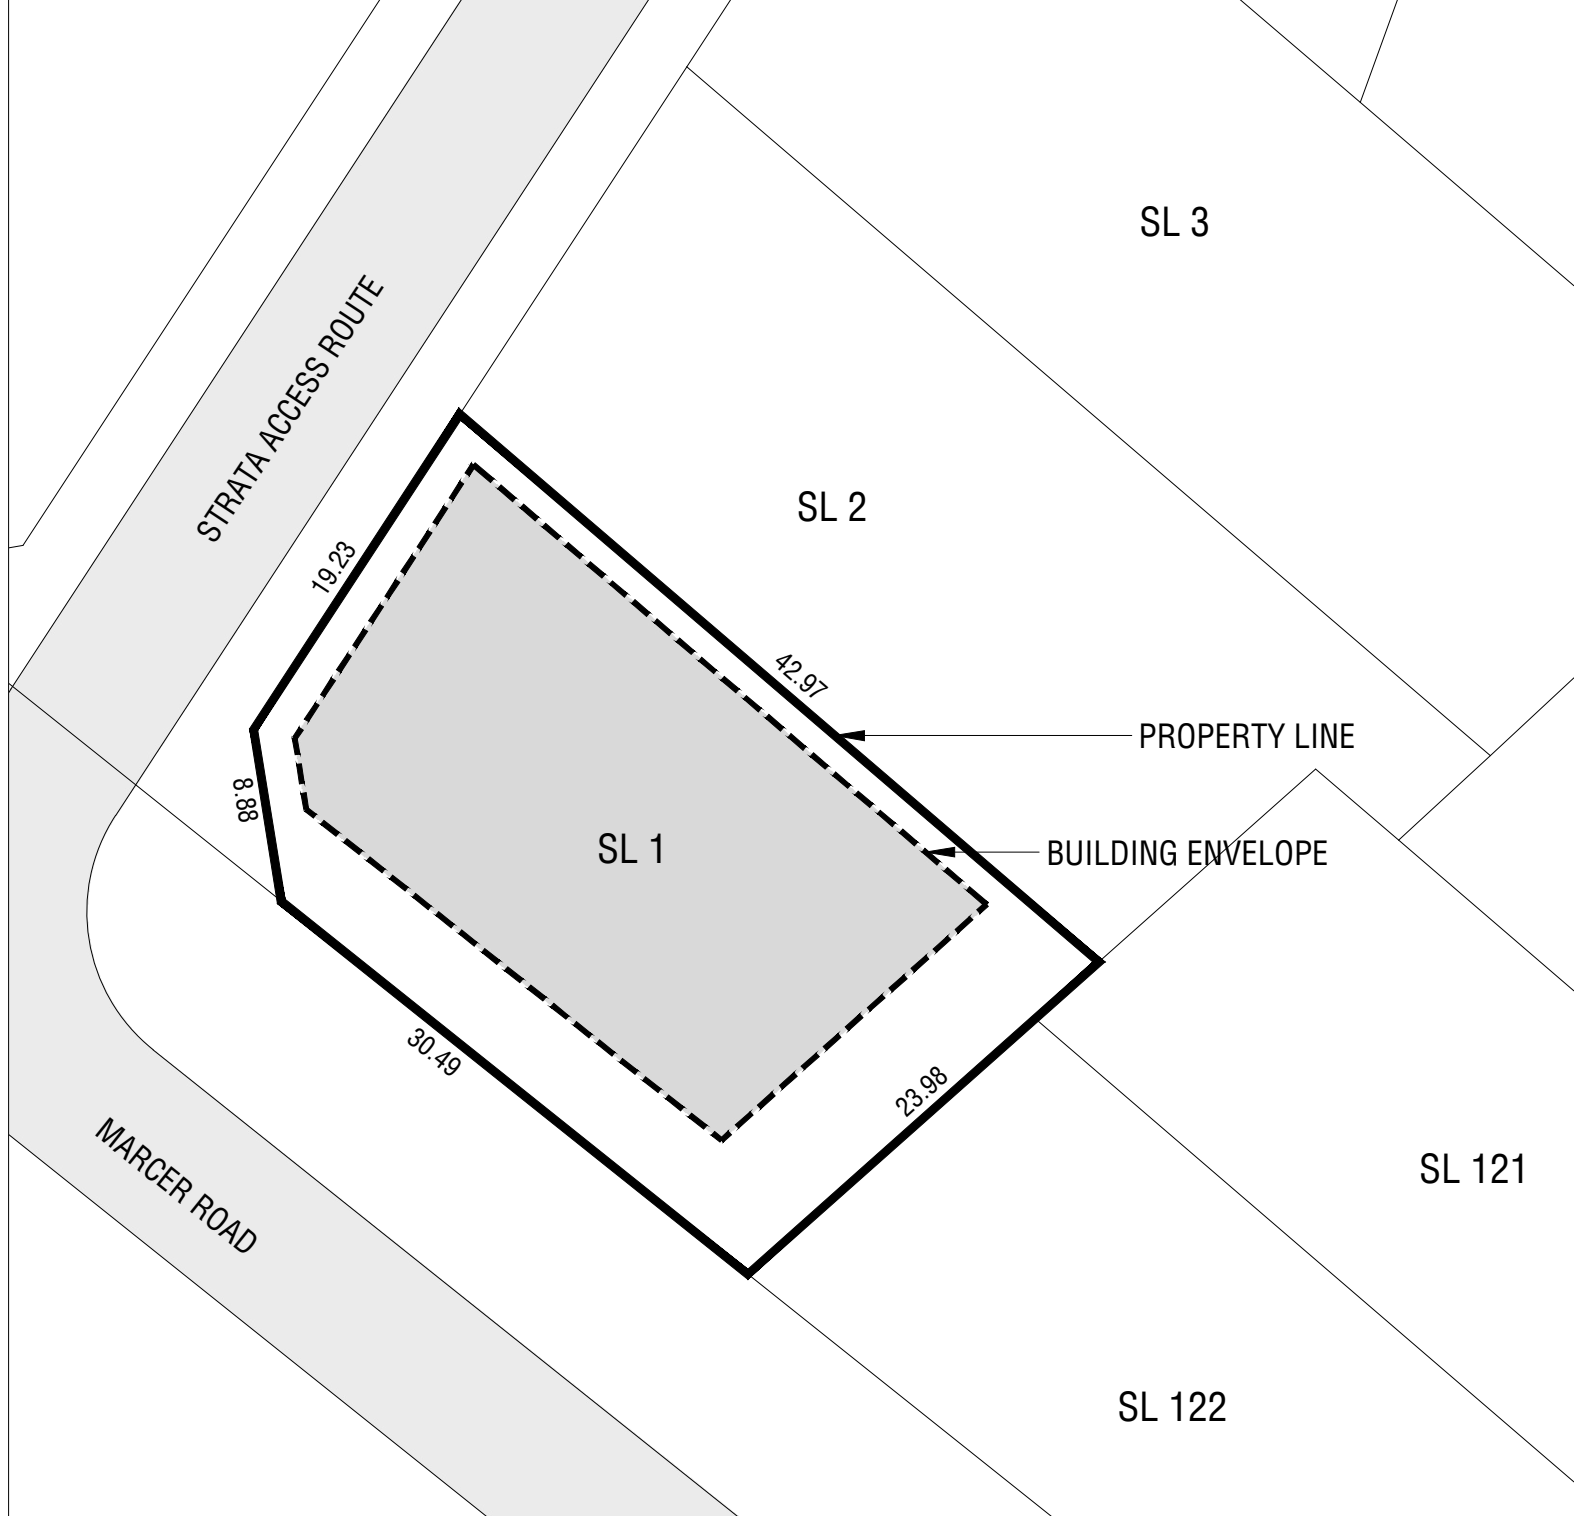 SL 3
STRATA ACCESS ROUTE
SL 2
19.23
42.97
PROPERTY LINE
8.88
SL 1
BUILDING ENVELOPE
30.49
23.98
MARCER ROAD
SL 121
SL 122